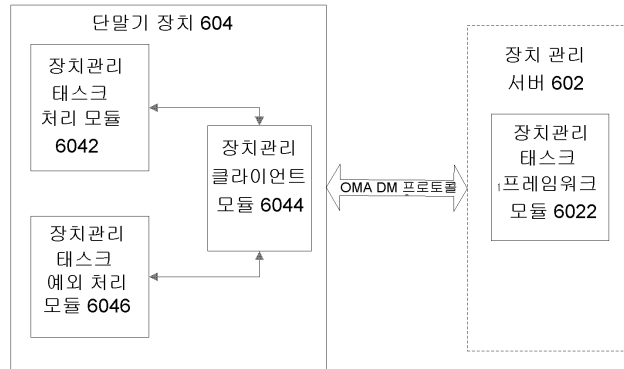 단말기 장치 604
장치관리
태스크
처리 모듈
6042
장치관리
클라이언트
모듈 6044
장치관리
태스크
예외 처리
모듈 6046
OMA DM 프로토콜
장치 관리
서버 602
장치관리
태스크
프레임워크
모듈 6022